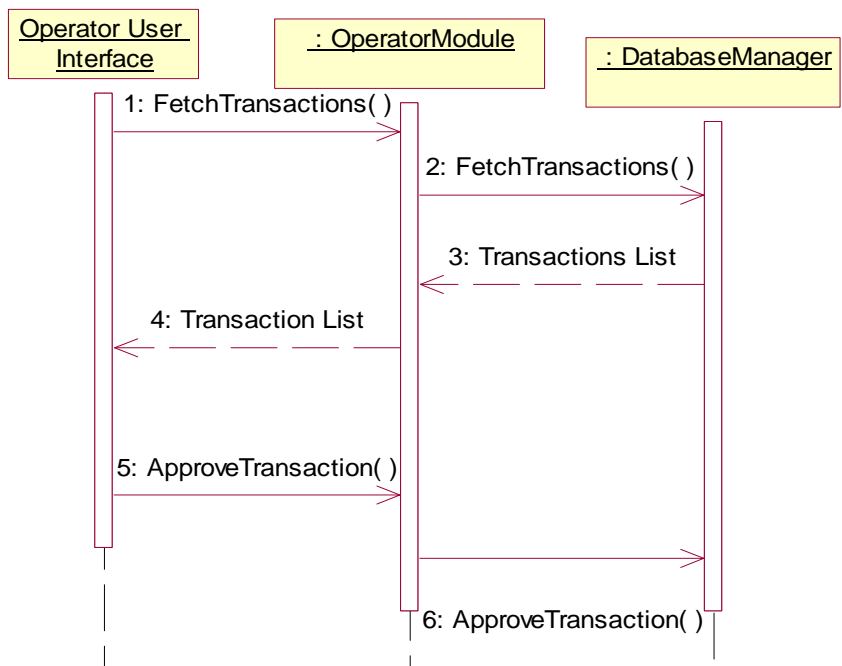 Operator User
Interface
: OperatorModule
: DatabaseManager
1: FetchTransactions( )
2: FetchTransactions( )
3: Transactions List
4: Transaction List
5: ApproveTransaction( )
6: ApproveTransaction( )